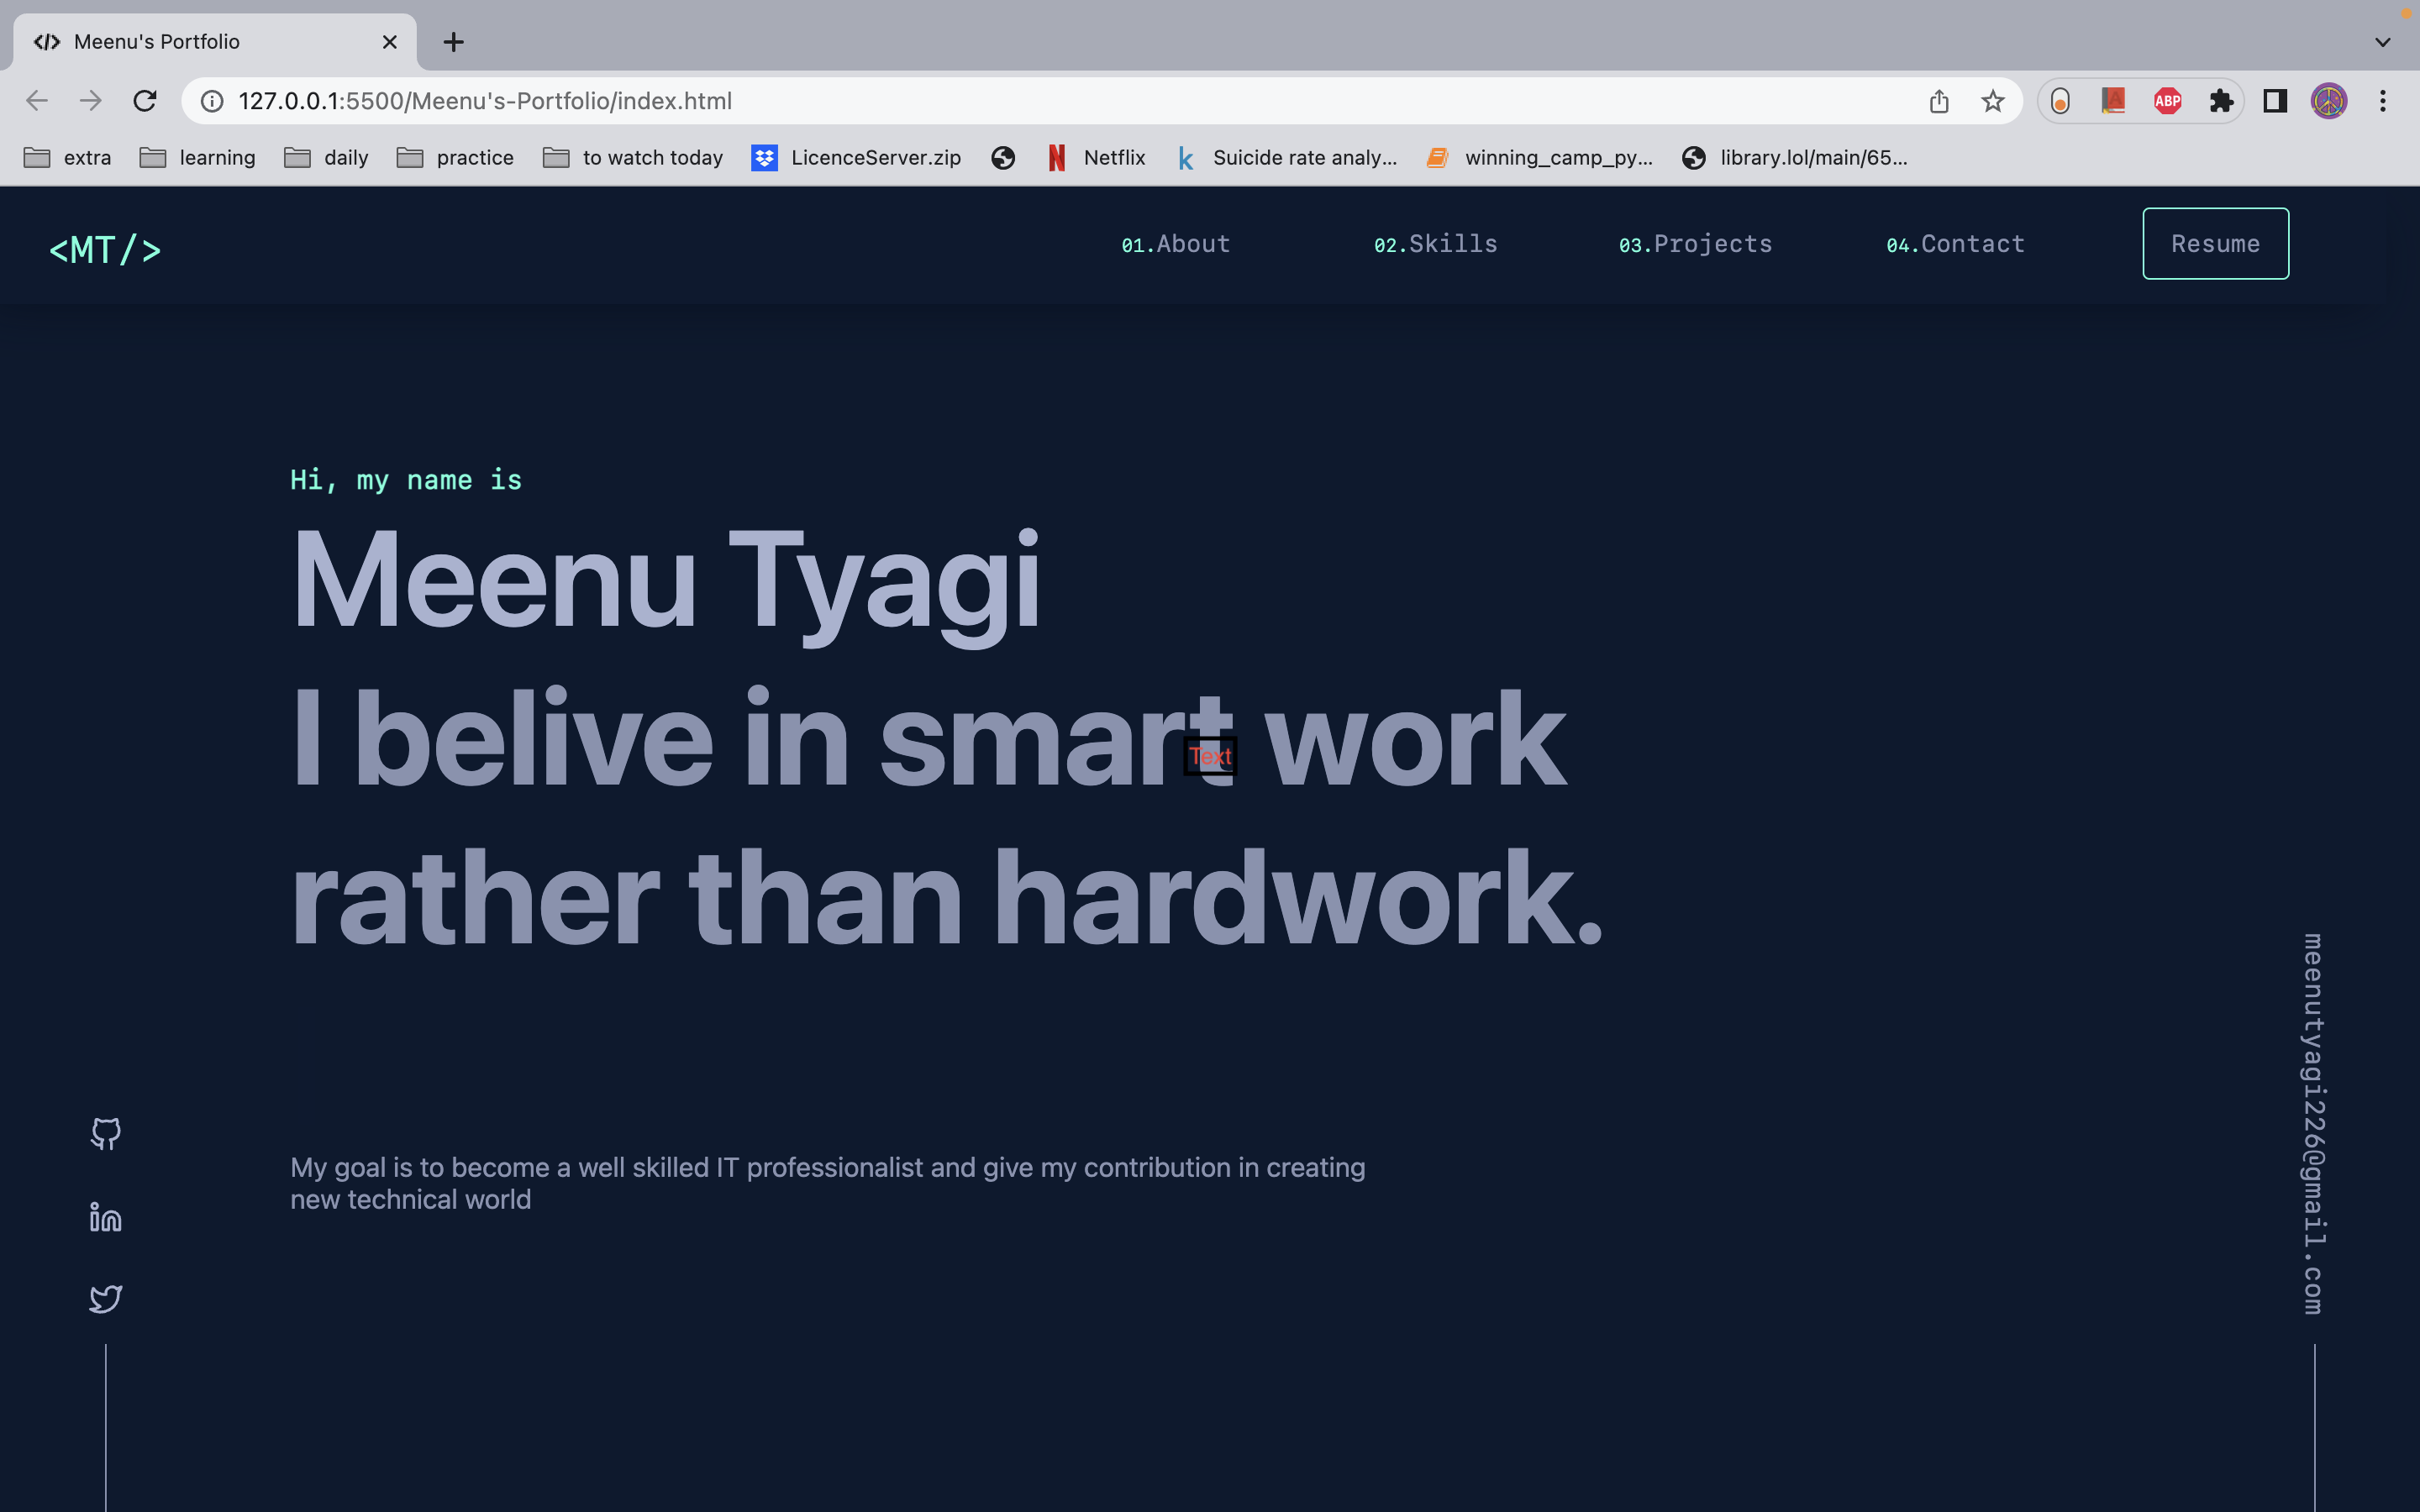 Meenu's Portfolio
127.0.0.1:5500/Meenu's-Portfolio/index.html
ABP
extra learning daily practice to watch today LicenceServer.zip Netflix Suicide rate analy... winning_camp_py... library.lol/main/65...
<MT/>
01.About 02.Skills 03.Projects 04.Contact Resume
Hi, my name is
Meenu Tyagi
I belive in smart work
Text
rather than hardwork.
My goal is to become a well skilled IT professionalist and give my contribution in creating
new technical world
meenutyagi226@gmail.com